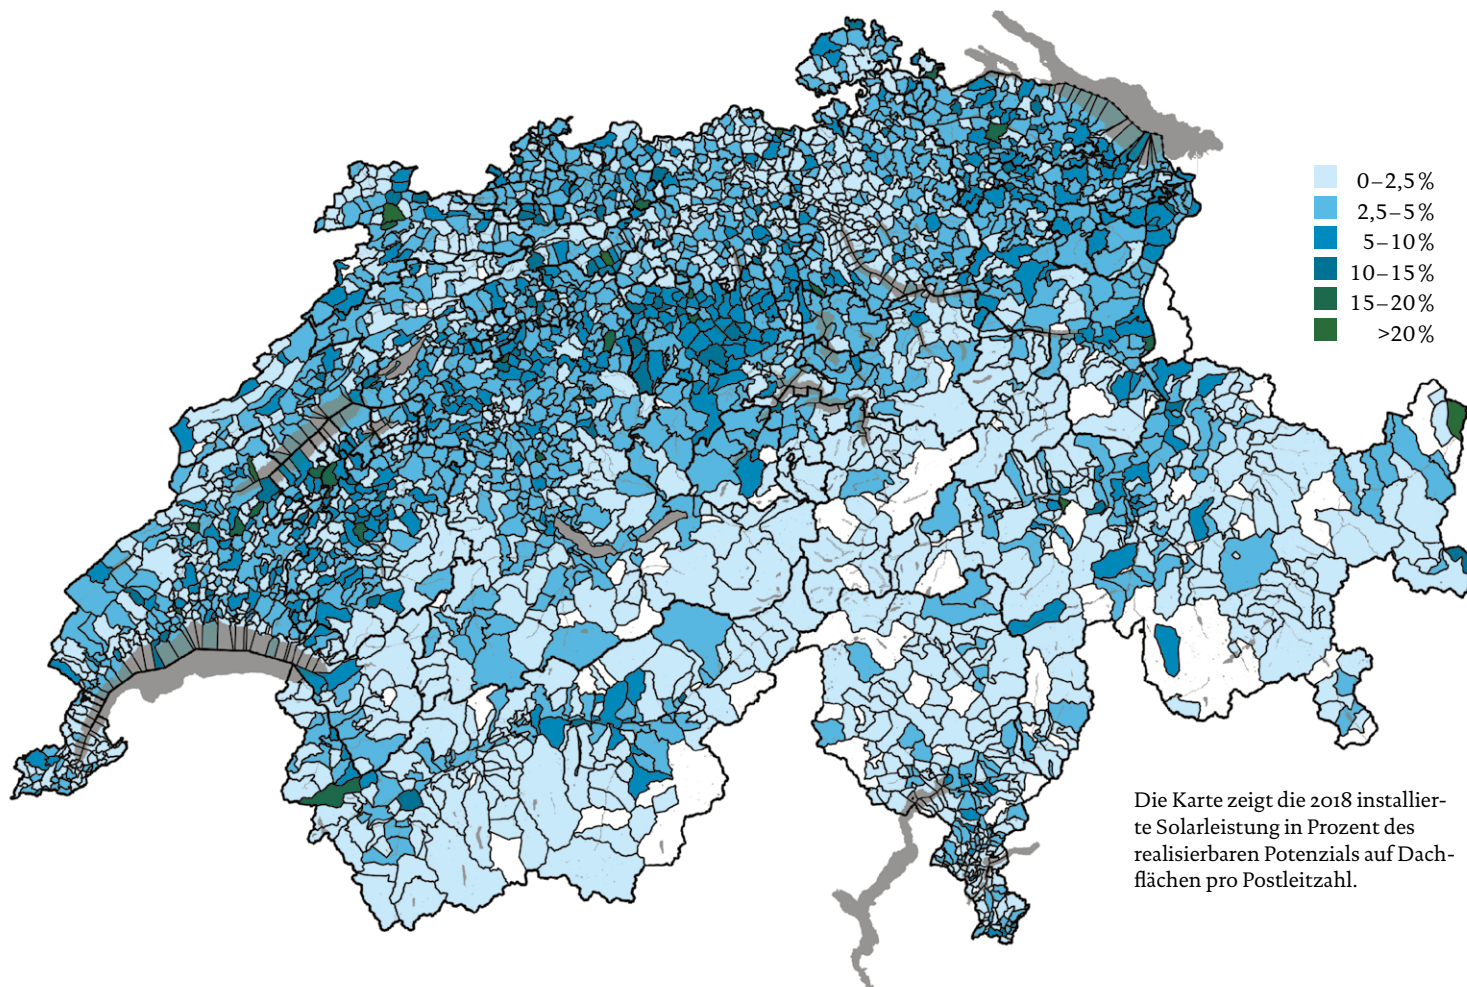 0–2,5 %
2,5–5 %
5–10 %
10–15 %
15–20 %
>20 %
Die Karte zeigt die 2018 installier-
te Solarleistung in Prozent des
realisierbaren Potenzials auf Dach-
flächen pro Postleitzahl.